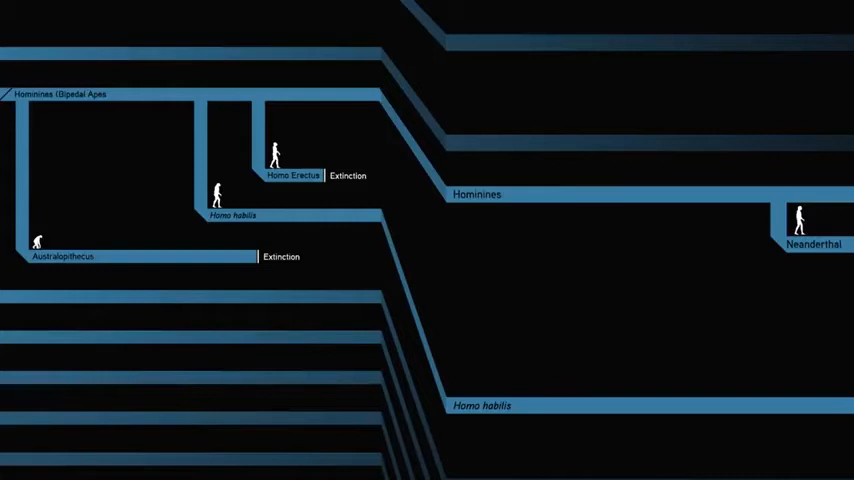 Hominines (Bipedal Apes
Homo Erectus
Extinction
Hominines
Homo habilis
Neanderthal
Australopithecus
Extinction
Homo habilis